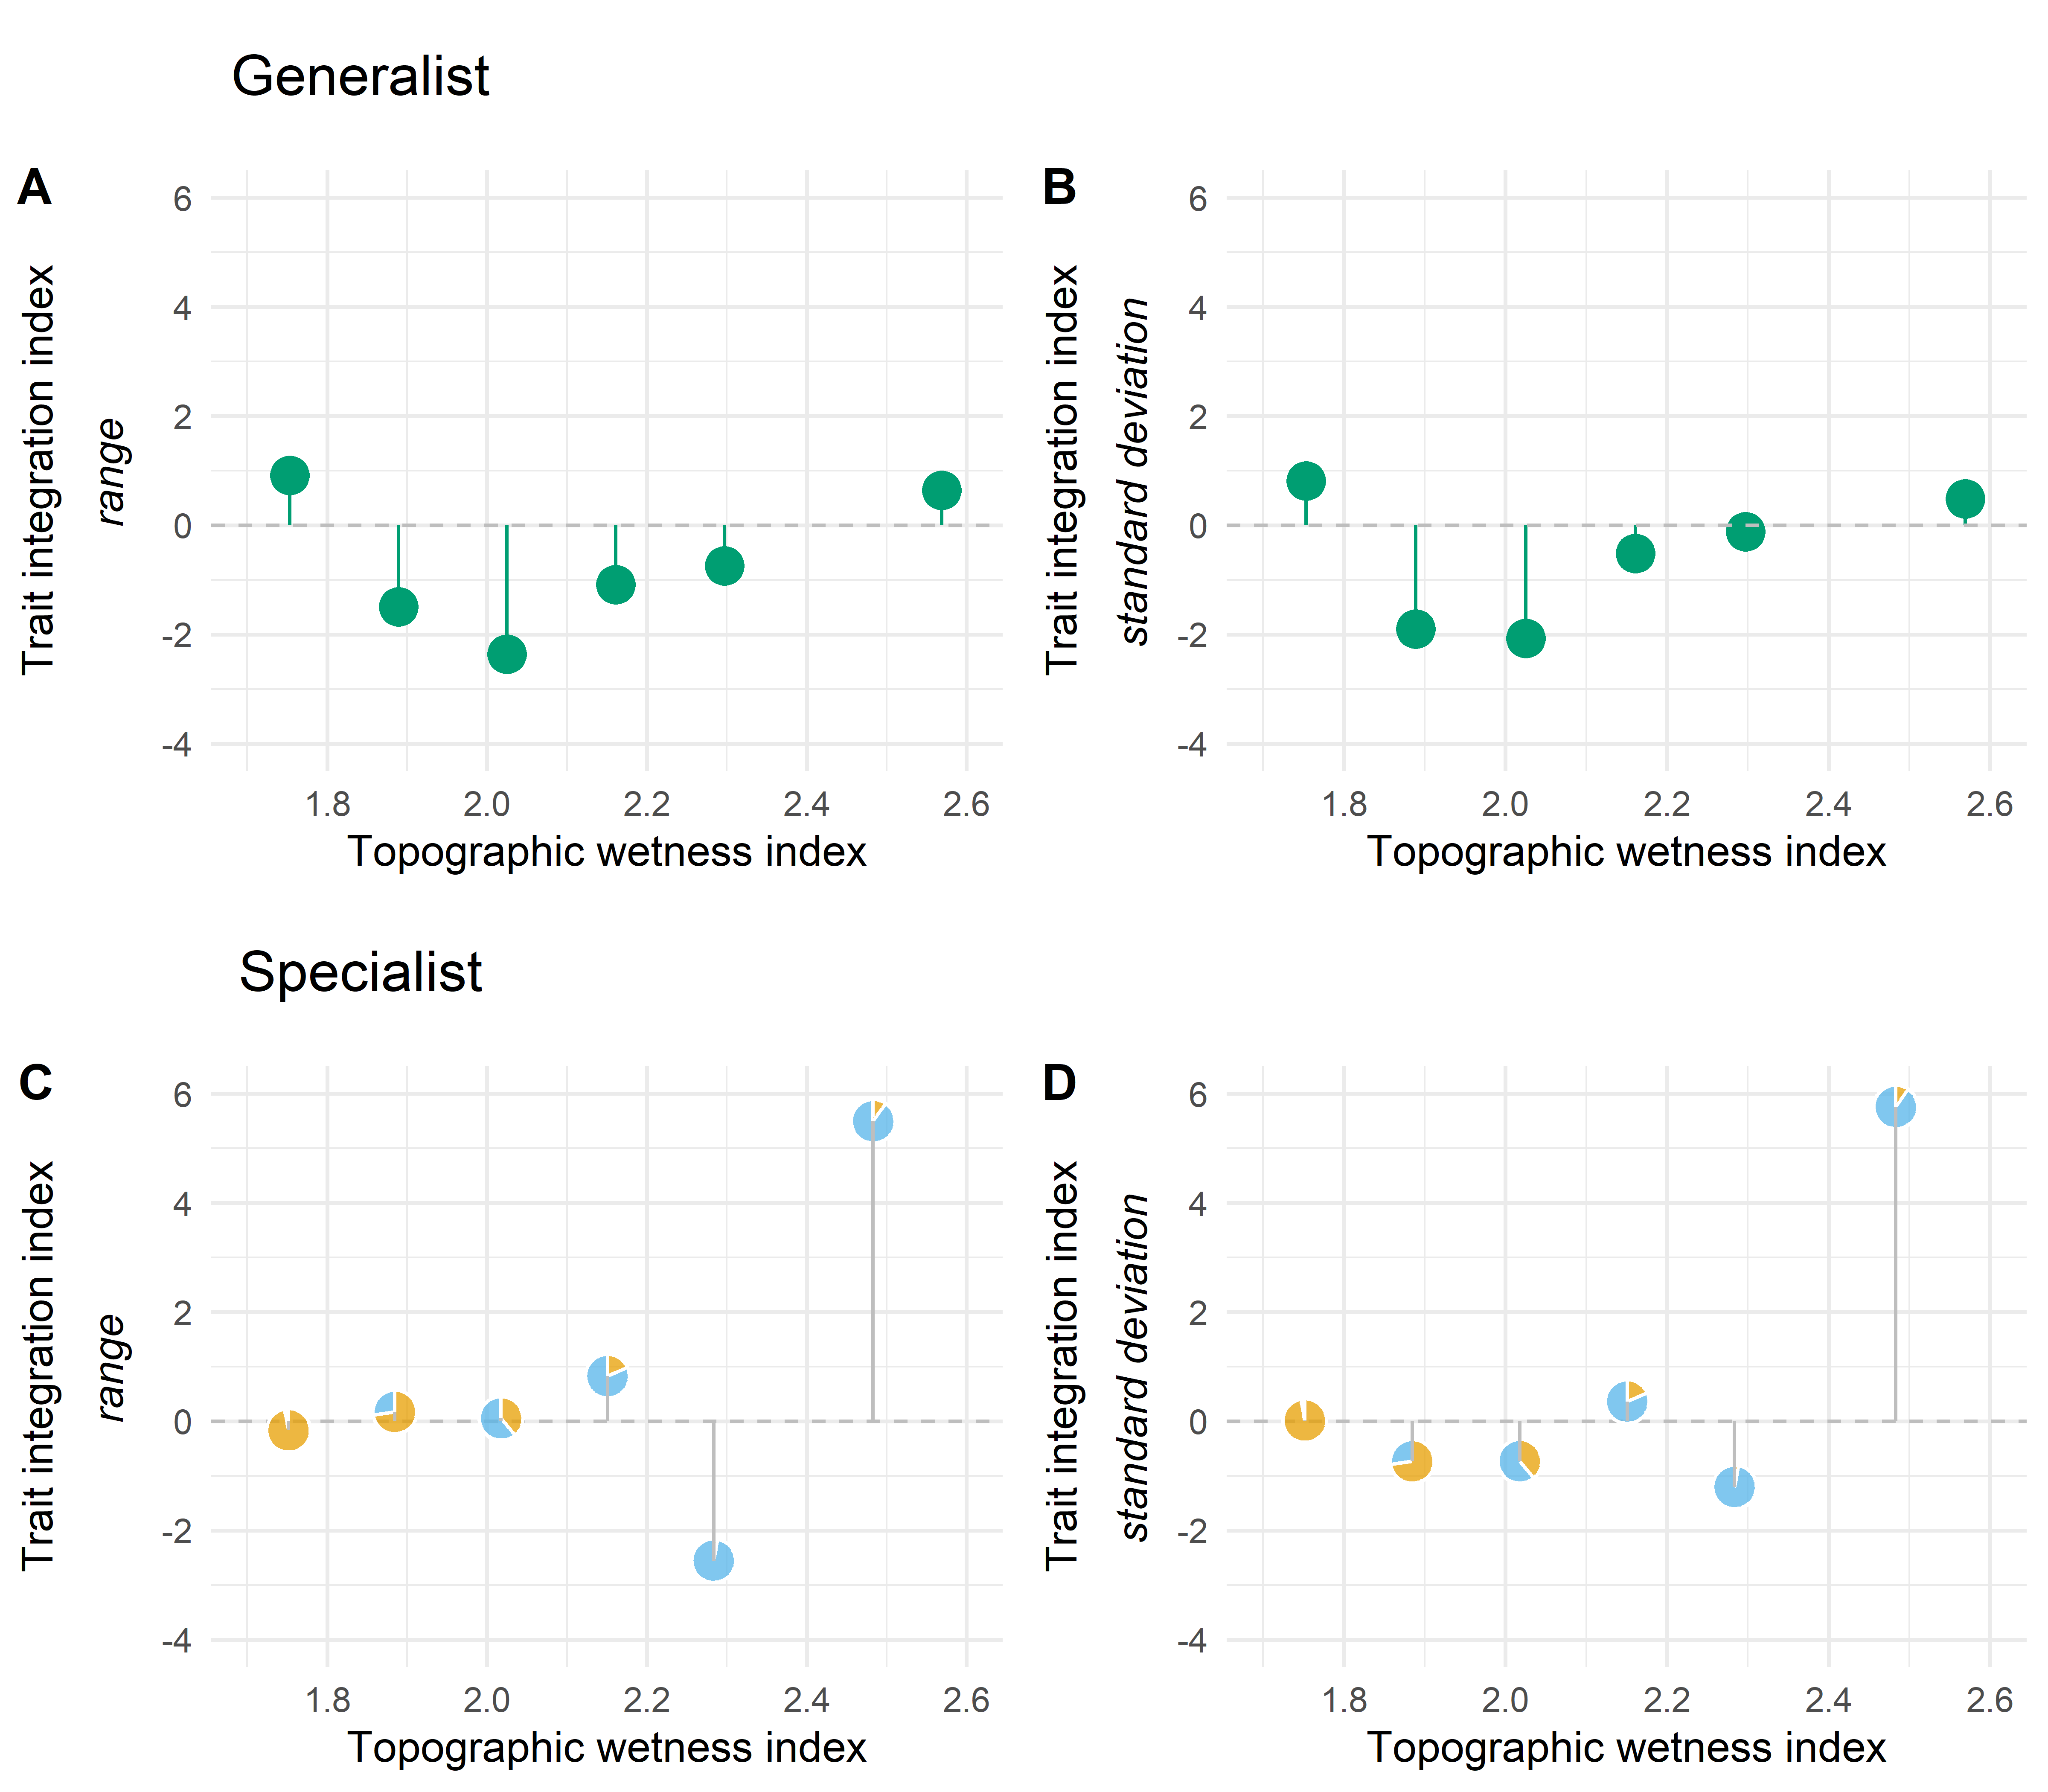 Generalist
A
Trait integration index
range
6
4
2
0
-2
-4
1.8 2.0 2.2 2.4 2.6
Topographic wetness index
B
Trait integration index
standard deviation
6
4
2
0
-2
-4
1.8 2.0 2.2 2.4 2.6
Topographic wetness index
Specialist
C
Trait integration index
range
6
4
2
0
-2
-4
1.8 2.0 2.2 2.4 2.6
Topographic wetness index
D
Trait integration index
standard deviation
6
4
2
0
-2
-4
1.8 2.0 2.2 2.4 2.6
Topographic wetness index